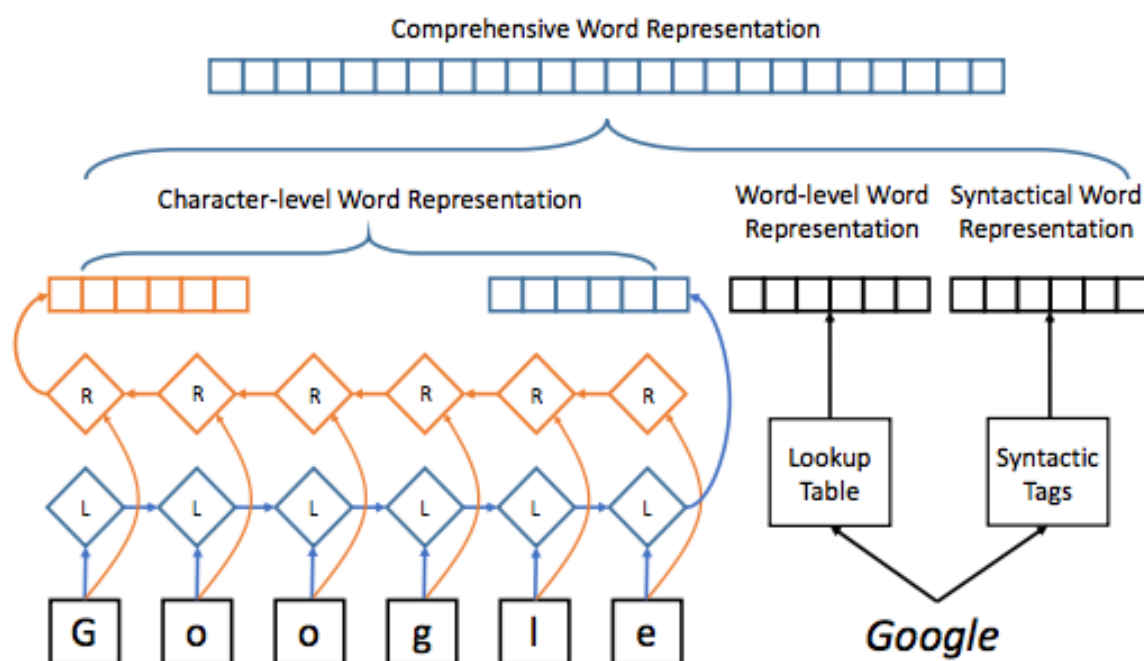 Comprehensive Word Representation
Character-level Word Representation
Word-level Word
Representation
Syntactical Word
Representation
R R R R R R
L L L L L L
Lookup
Table
Syntactic
Tags
G o o g l e
Google